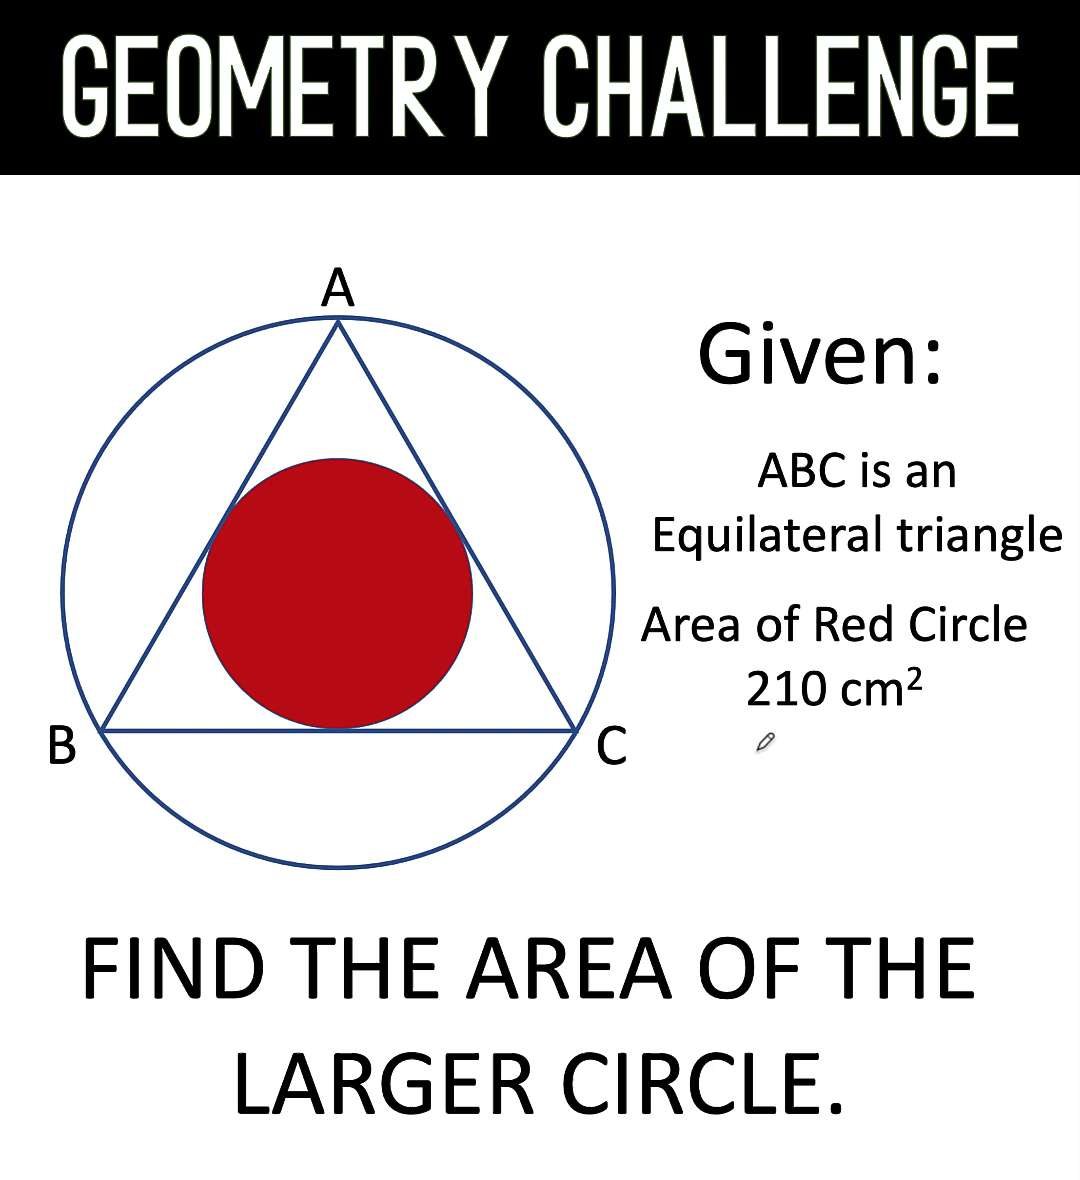 GEOMETRY CHALLENGE
A
Given:
ABC is an
Equilateral triangle
Area of Red Circle
210 cm²
B
C
FIND THE AREA OF THE
LARGER CIRCLE.